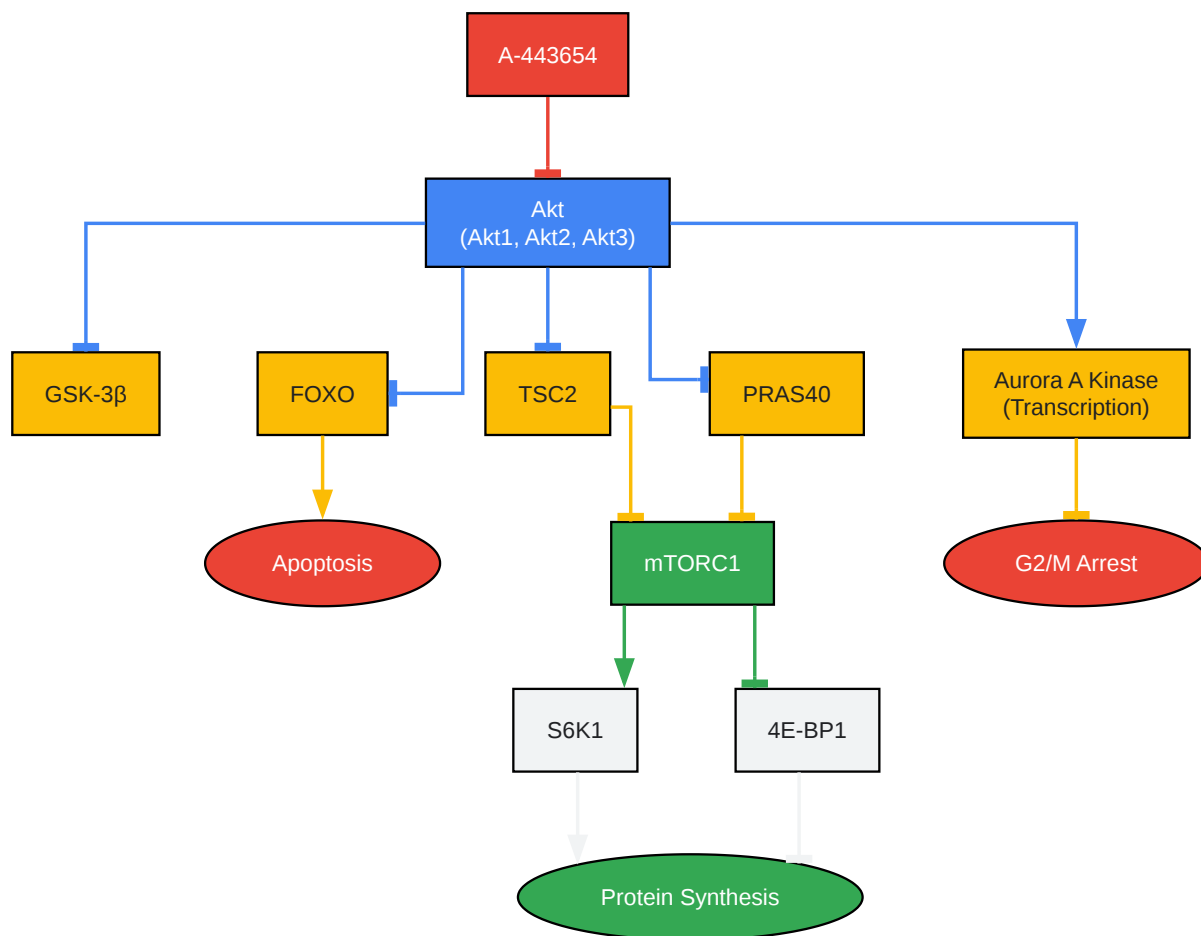 A-443654
Akt
(Akt1, Akt2, Akt3)
GSK-3β
FOXO
TSC2
PRAS40
Aurora A Kinase
(Transcription)
Apoptosis
mTORC1
G2/M Arrest
S6K1
4E-BP1
Protein Synthesis